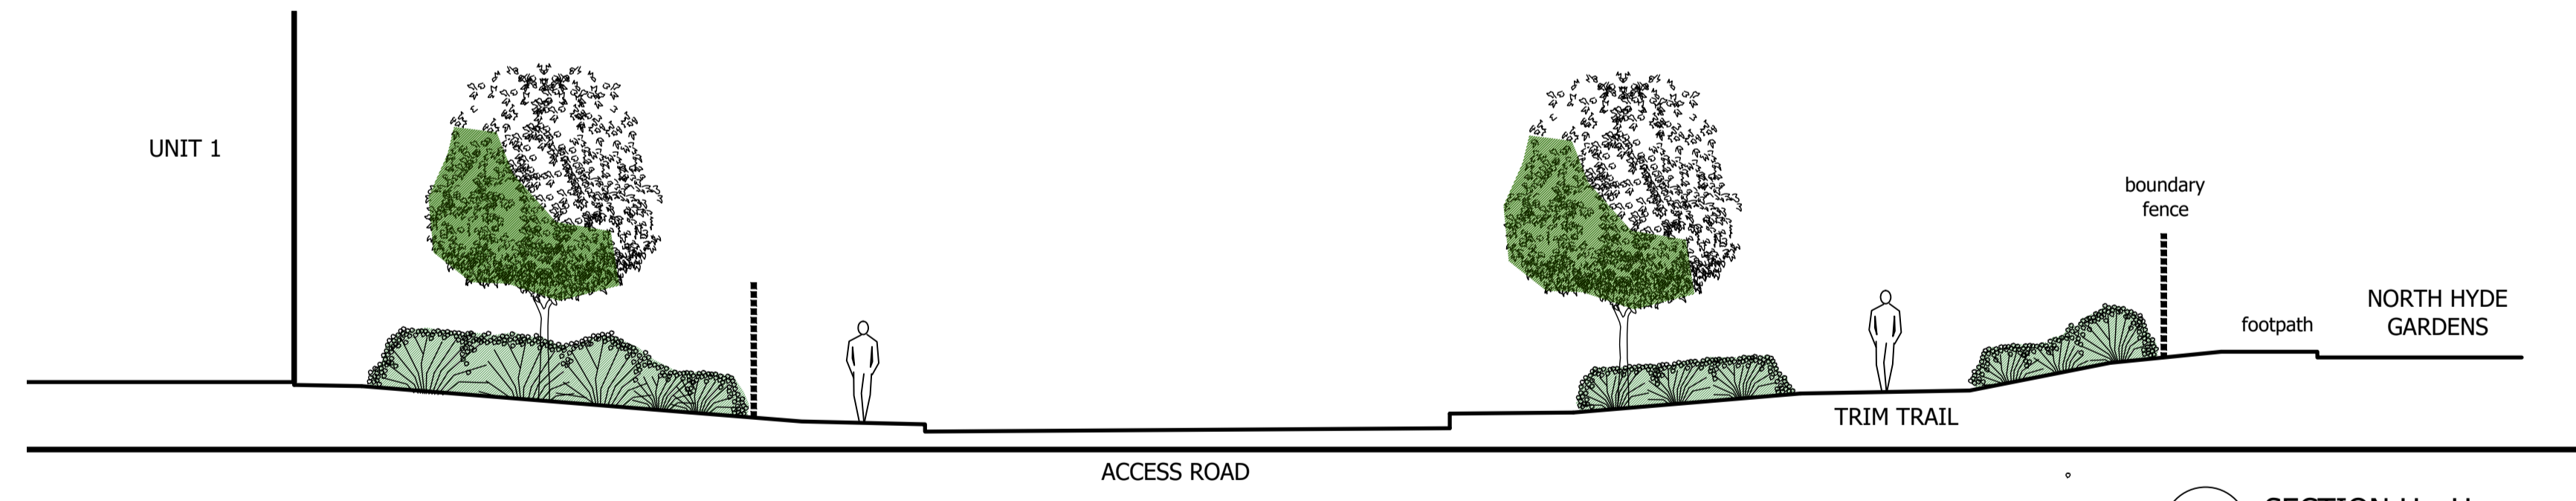 UNIT 1
boundary
fence
NORTH HYDE
GARDENS
footpath
TRIM TRAIL
ACCESS ROAD